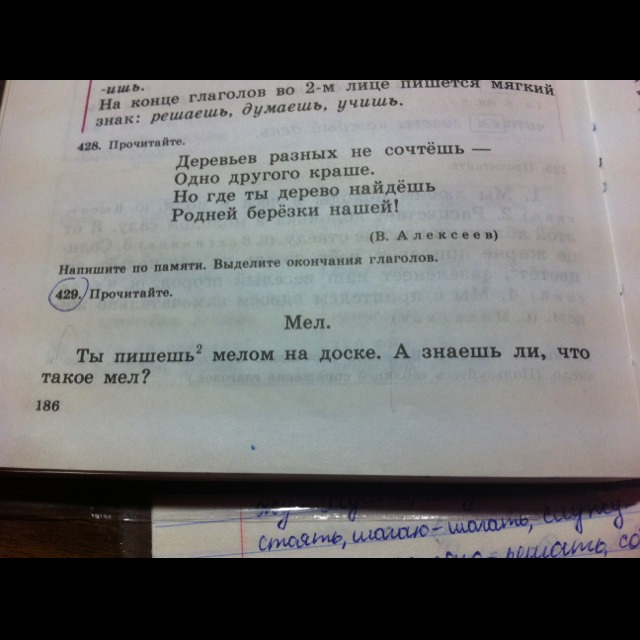 -ишь.
На конце глаголов во 2-м лице пишется мягкий
знак: решаешь, думаешь, учишь.
428. Прочитайте.
Деревьев разных не сочтёшь —
Одно другого краше.
Но где ты дерево найдёшь
Родней берёзки нашей!
(В. Алексеев)
Напишите по памяти. Выделите окончания глаголов.
429. Прочитайте.
Мел.
Ты пишешь² мелом на доске. А знаешь ли, что
такое мел?
186
стоять, шагаю – шагать,
решать, со